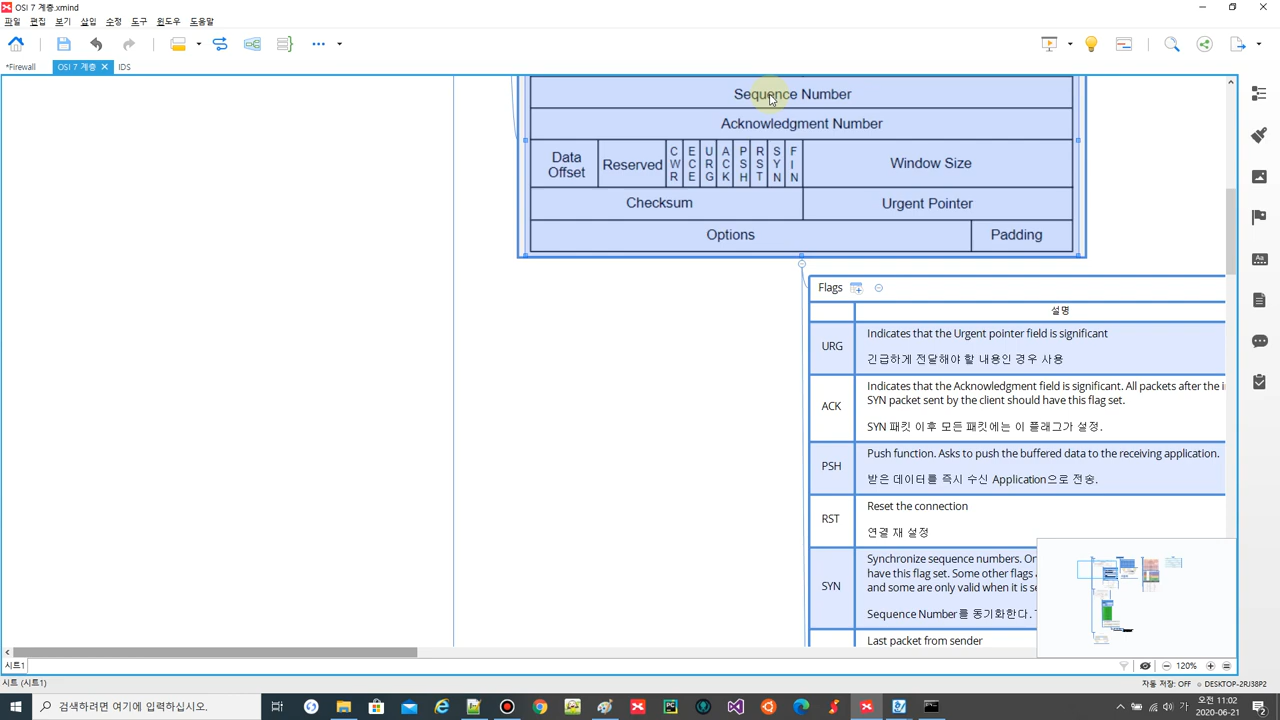 OSI 7 계층.xmind
파일 편집 보기 삽입 수정 도구 윈도우 도움말
*Firewall OSI 7 계층 IDS
Sequence Number
Acknowledgment Number
Data Offset Reserved CWR ECE URG ACK PSH RST SYN FIN Window Size
Checksum Urgent Pointer
Options Padding
Flags
설명
URG
Indicates that the Urgent pointer field is significant
긴급하게 전달해야 할 내용인 경우 사용
ACK
Indicates that the Acknowledgment field is significant. All packets after the i
SYN packet sent by the client should have this flag set.
SYN 패킷 이후 모든 패킷에는 이 플래그가 설정.
PSH
Push function. Asks to push the buffered data to the receiving application.
받은 데이터를 즉시 수신 Application으로 전송.
RST
Reset the connection
연결 재 설정
SYN
Synchronize sequence numbers. On
have this flag set. Some other flags
and some are only valid when it is se
Sequence Number를 동기화한다.
Last packet from sender
시트1
120%
시트 (시트1)
자동 저장: OFF DESKTOP-2RJ38P2
검색하려면 여기에 입력하십시오.
가 오전 11:02
2020-06-21